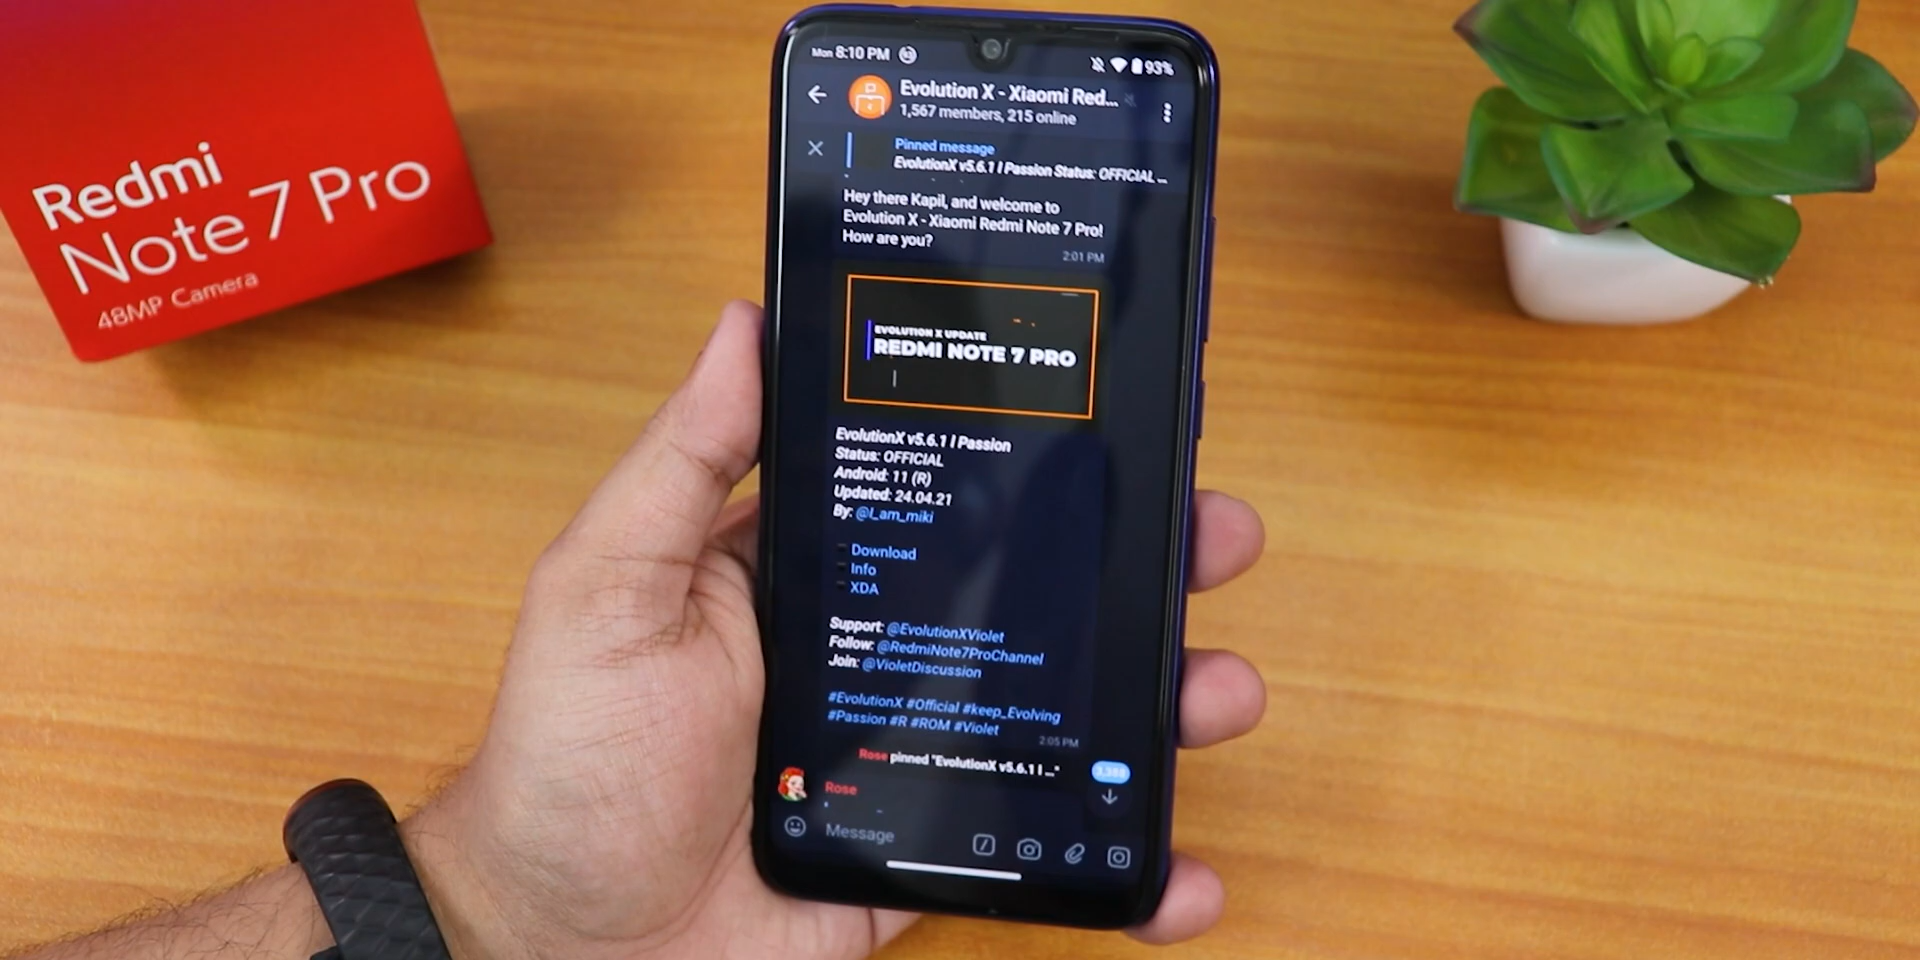 Redmi
Note 7 Pro
48MP Camera
Mon 8:10 PM
93%
Evolution X - Xiaomi Red...
1,567 members, 215 online
Pinned message
EvolutionX v5.6.1 | Passion Status: OFFICIAL ...
Hey there Kapil, and welcome to
Evolution X - Xiaomi Redmi Note 7 Pro!
How are you?
2:01 PM
EVOLUTION X UPDATE
REDMI NOTE 7 PRO
EvolutionX v5.6.1 | Passion
Status: OFFICIAL
Android: 11 (R)
Updated: 24.04.21
By: @I_am_miki
Download
Info
XDA
Support: @EvolutionXViolet
Follow: @RedmiNote7ProChannel
Join: @VioletDiscussion
#EvolutionX #Official #keep_Evolving
#Passion #R #ROM #Violet
2:05 PM
Rose pinned "EvolutionX v5.6.1 | ..."
Rose
Message